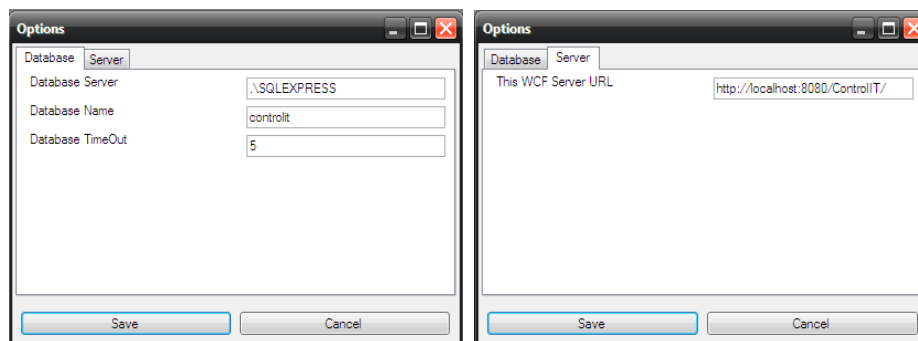 Options
Database Server
Database Server .\SQLEXPRESS
Database Name controlit
Database TimeOut 5
Save Cancel
Options
Database Server
This WCF Server URL http://localhost:8080/ControlIT/
Save Cancel